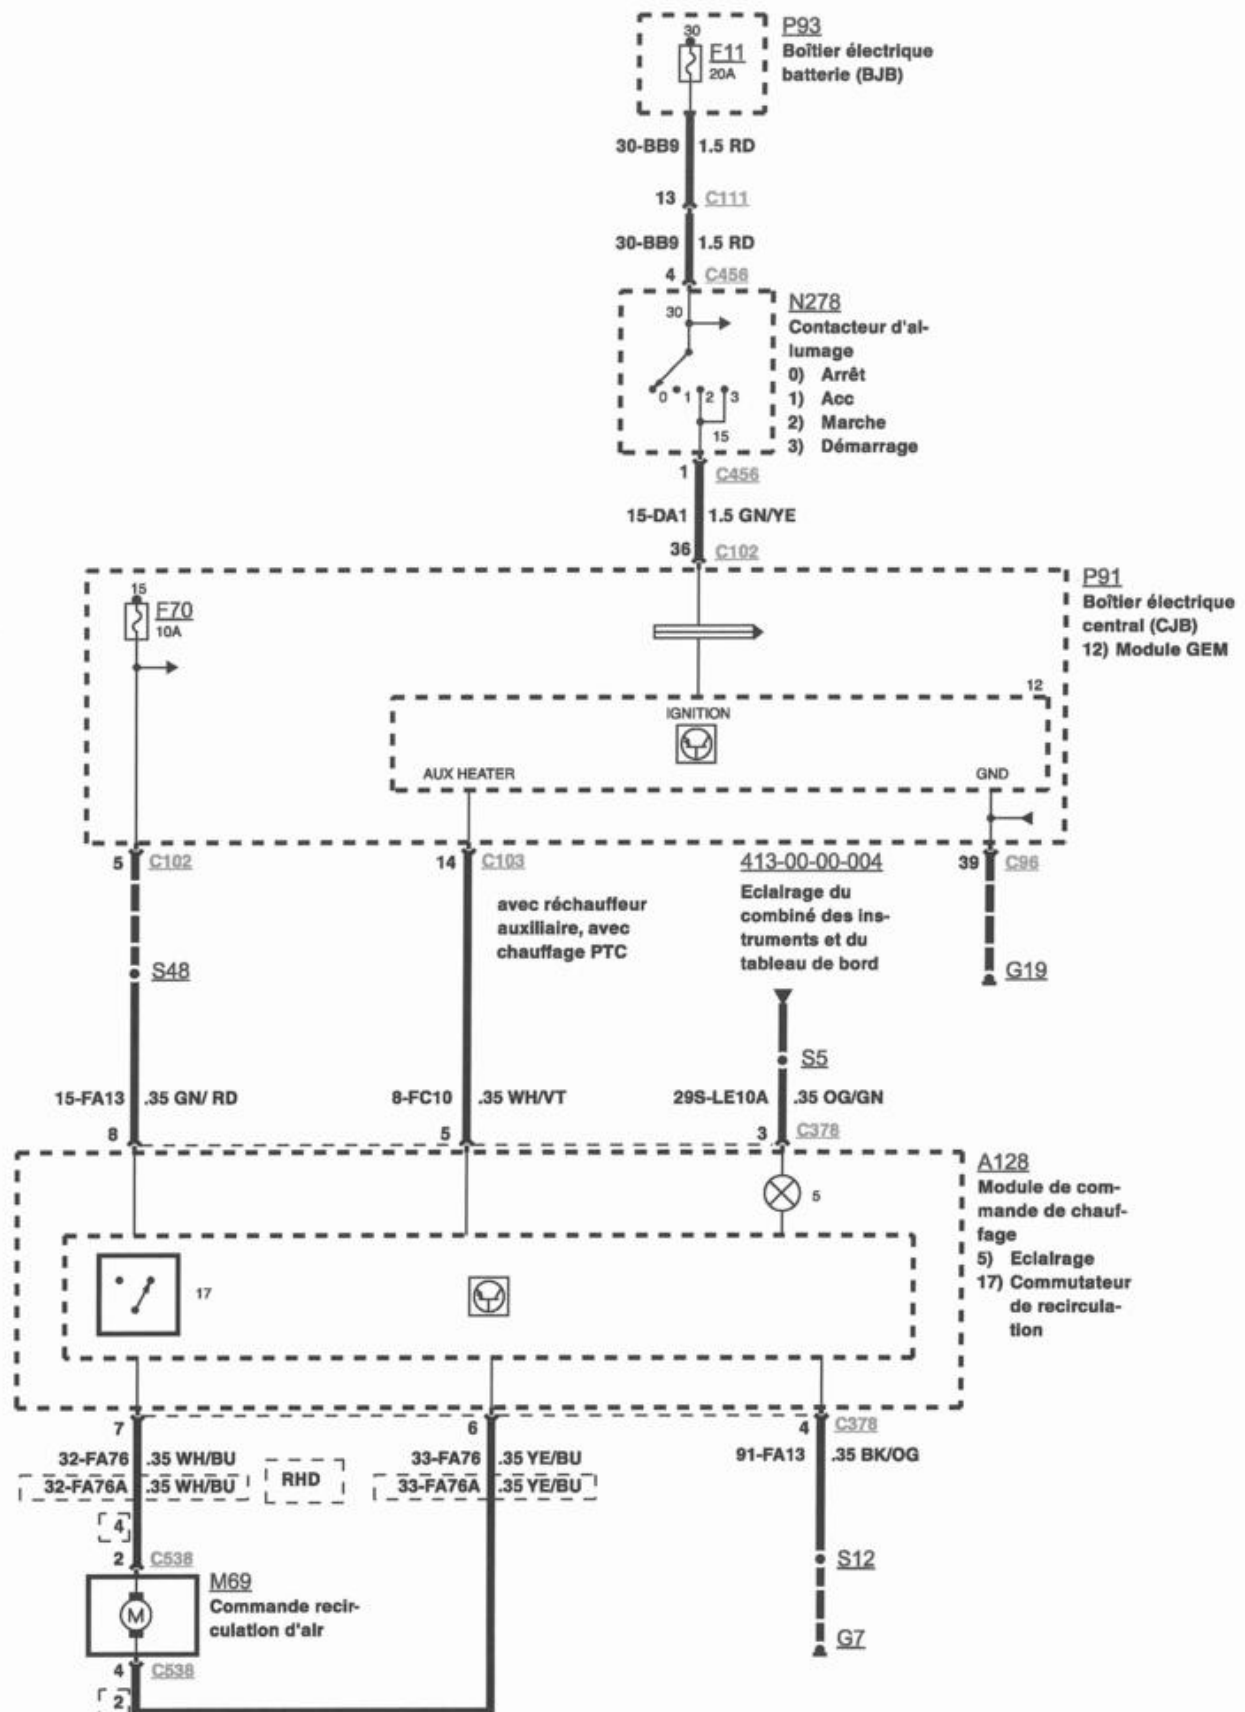 30
F11
20A
P93
Boîtier électrique
batterie (BJB)
30-BB9 1.5 RD
13 C111
30-BB9 1.5 RD
4 C456
30
0 1 2 3
15
N278
Contacteur d'al-
lumage
0) Arrêt
1) Acc
2) Marche
3) Démarrage
1 C456
15-DA1 1.5 GN/YE
36 C102
15
F70
10A
P91
Boîtier électrique
central (CJB)
12) Module GEM
12
IGNITION
AUX HEATER
GND
5 C102
14 C103
39 C96
avec réchauffeur
auxiliaire, avec
chauffage PTC
413-00-00-004
Eclairage du
combiné des ins-
truments et du
tableau de bord
S48
G19
S5
15-FA13 .35 GN/ RD
8-FC10 .35 WH/VT
29S-LE10A .35 OG/GN
8
5
3 C378
5
17
A128
Module de com-
mande de chauf-
fage
5) Eclairage
17) Commutateur
de recircula-
tion
7
6
4 C378
32-FA76 .35 WH/BU
33-FA76 .35 YE/BU
91-FA13 .35 BK/OG
32-FA76A .35 WH/BU
RHD
33-FA76A .35 YE/BU
4
2 C538
S12
M
M69
Commande recir-
culation d'air
G7
4 C538
2